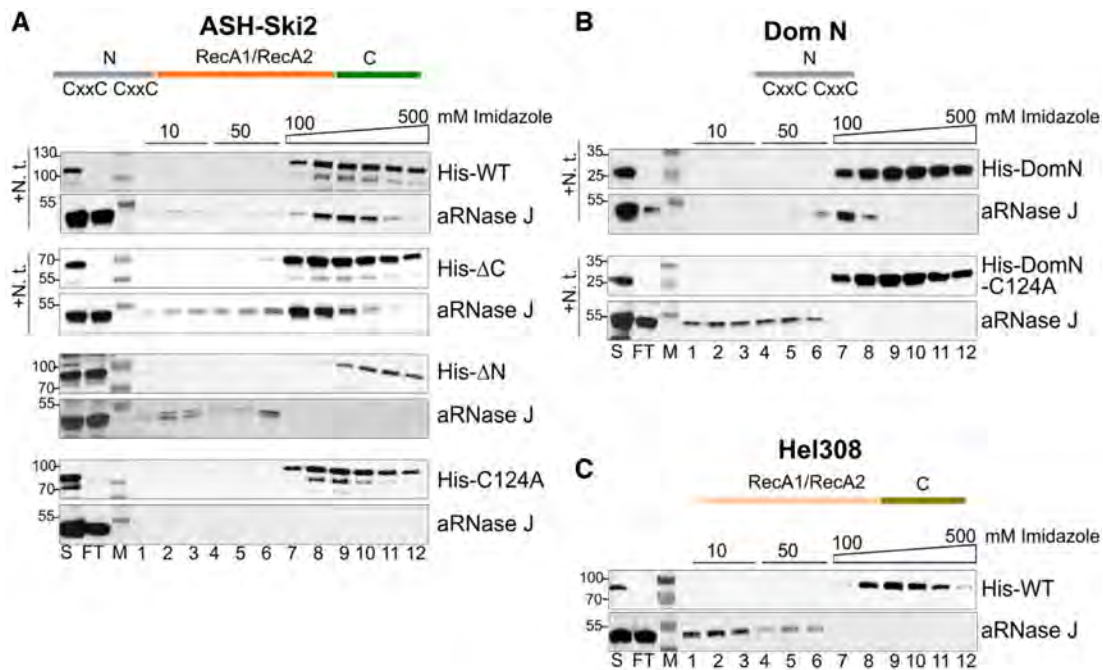 A
ASH-Ski2
N RecA1/RecA2 C
CxxC CxxC
10 50 100 500 mM Imidazole
+N. t.
130
100
His-WT
55
aRNase J
+N. t.
70
55
His-ΔC
55
aRNase J
100
70
His-ΔN
55
aRNase J
100
70
His-C124A
55
aRNase J
S FT M 1 2 3 4 5 6 7 8 9 10 11 12
B
Dom N
N
CxxC CxxC
10 50 100 500 mM Imidazole
+N. t.
35
25
His-DomN
55
aRNase J
+N. t.
35
25
His-DomN
-C124A
55
aRNase J
S FT M 1 2 3 4 5 6 7 8 9 10 11 12
C
Hel308
RecA1/RecA2 C
10 50 100 500 mM Imidazole
100
70
His-WT
55
aRNase J
S FT M 1 2 3 4 5 6 7 8 9 10 11 12